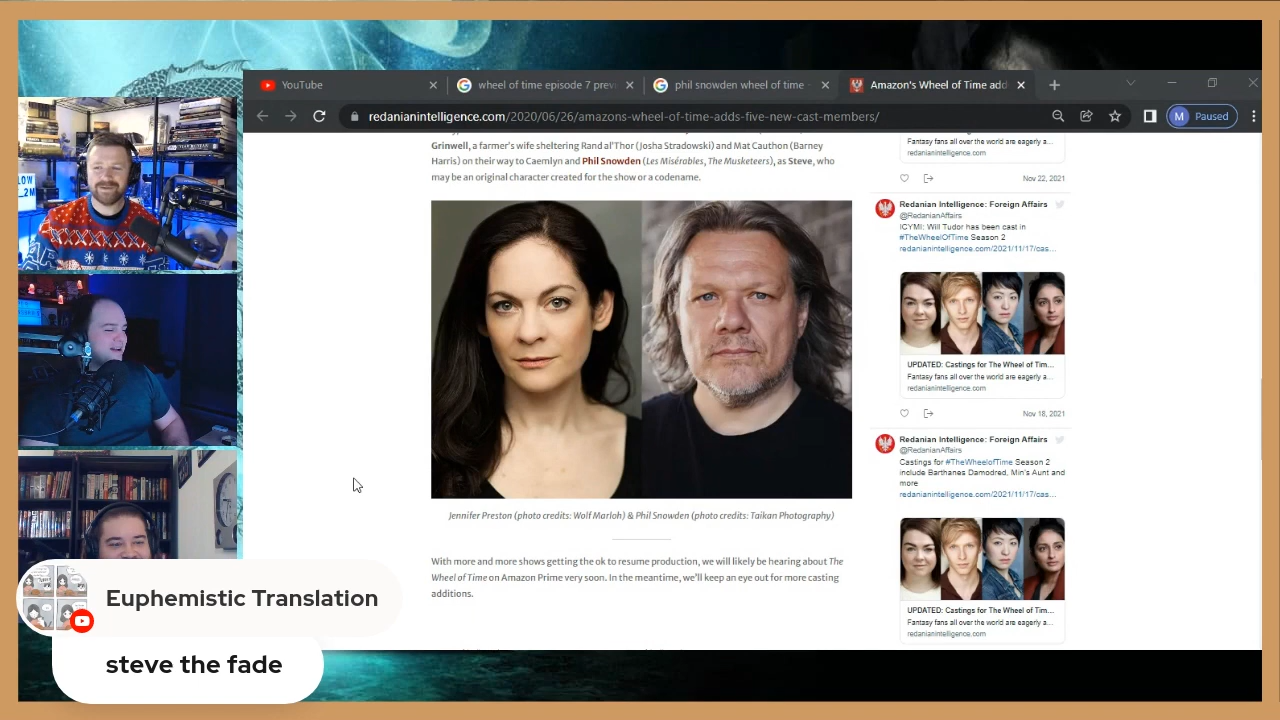 YouTube
wheel of time episode 7 prev
phil snowden wheel of time -
Amazon's Wheel of Time add
redanianintelligence.com/2020/06/26/amazons-wheel-of-time-adds-five-new-cast-members/
M Paused
Grinwell, a farmer's wife sheltering Rand al'Thor (Josha Stradowski) and Mat Cauthon (Barney
Harris) on their way to Caemlyn and Phil Snowden (Les Misérables, The Musketeers), as Steve, who
may be an original character created for the show or a codename.
Jennifer Preston (photo credits: Wolf Marloh) & Phil Snowden (photo credits: Taikan Photography)
With more and more shows getting the ok to resume production, we will likely be hearing about The
Wheel of Time on Amazon Prime very soon. In the meantime, we'll keep an eye out for more casting
additions.
Fantasy fans all over the world are eagerly a...
redanianintelligence.com
Nov 22, 2021
Redanian Intelligence: Foreign Affairs
@RedanianAffairs
ICYMI: Will Tudor has been cast in
#TheWheelOfTime Season 2
redanianintelligence.com/2021/11/17/cas...
UPDATED: Castings for The Wheel of Tim...
Fantasy fans all over the world are eagerly a...
redanianintelligence.com
Nov 18, 2021
Redanian Intelligence: Foreign Affairs
@RedanianAffairs
Castings for #TheWheelofTime Season 2
include Barthanes Damodred, Min's Aunt and
more
redanianintelligence.com/2021/11/17/cas...
UPDATED: Castings for The Wheel of Tim...
Fantasy fans all over the world are eagerly a...
redanianintelligence.com
LOW
_2M
Euphemistic Translation
steve the fade